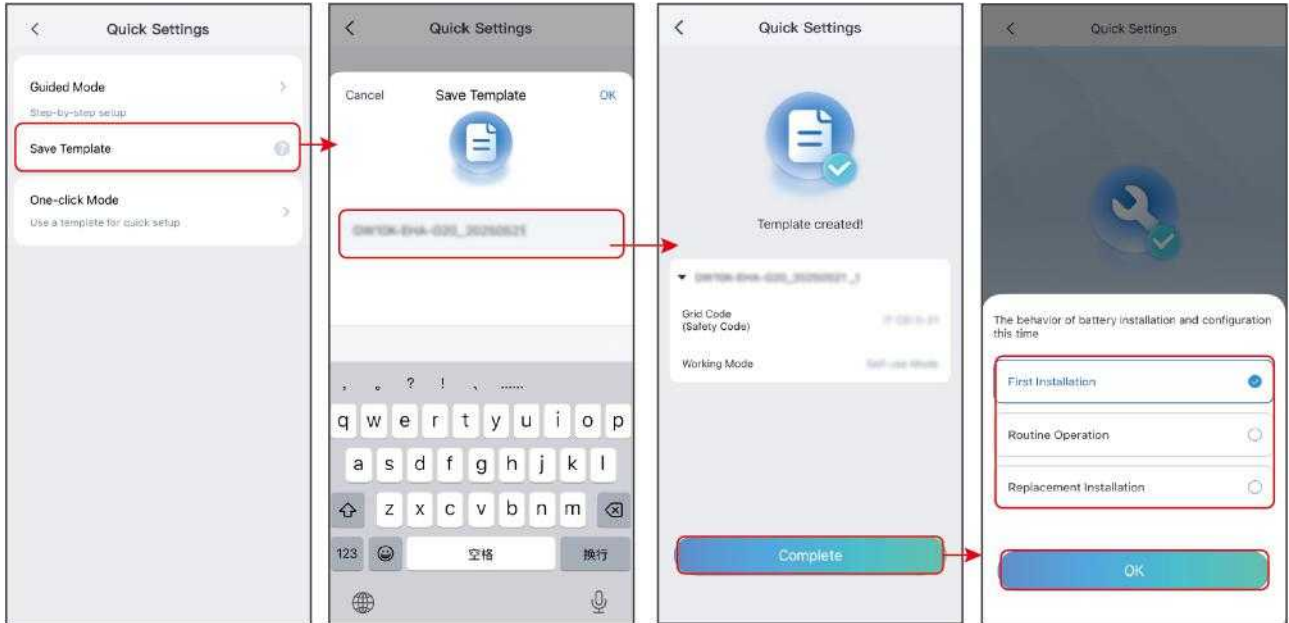 Quick Settings
Guided Mode
Step-by-step setup
Save Template
One-click Mode
Use a template for quick setup
Quick Settings
Cancel
Save Template
OK
, 。 ? ! 、 ......
q w e r t y u i o p
a s d f g h j k l
z x c v b n m
123
空格
换行
Quick Settings
Template created!
Grid Code
(Safety Code)
Working Mode
Complete
Quick Settings
The behavior of battery installation and configuration
this time
First Installation
Routine Operation
Replacement Installation
OK